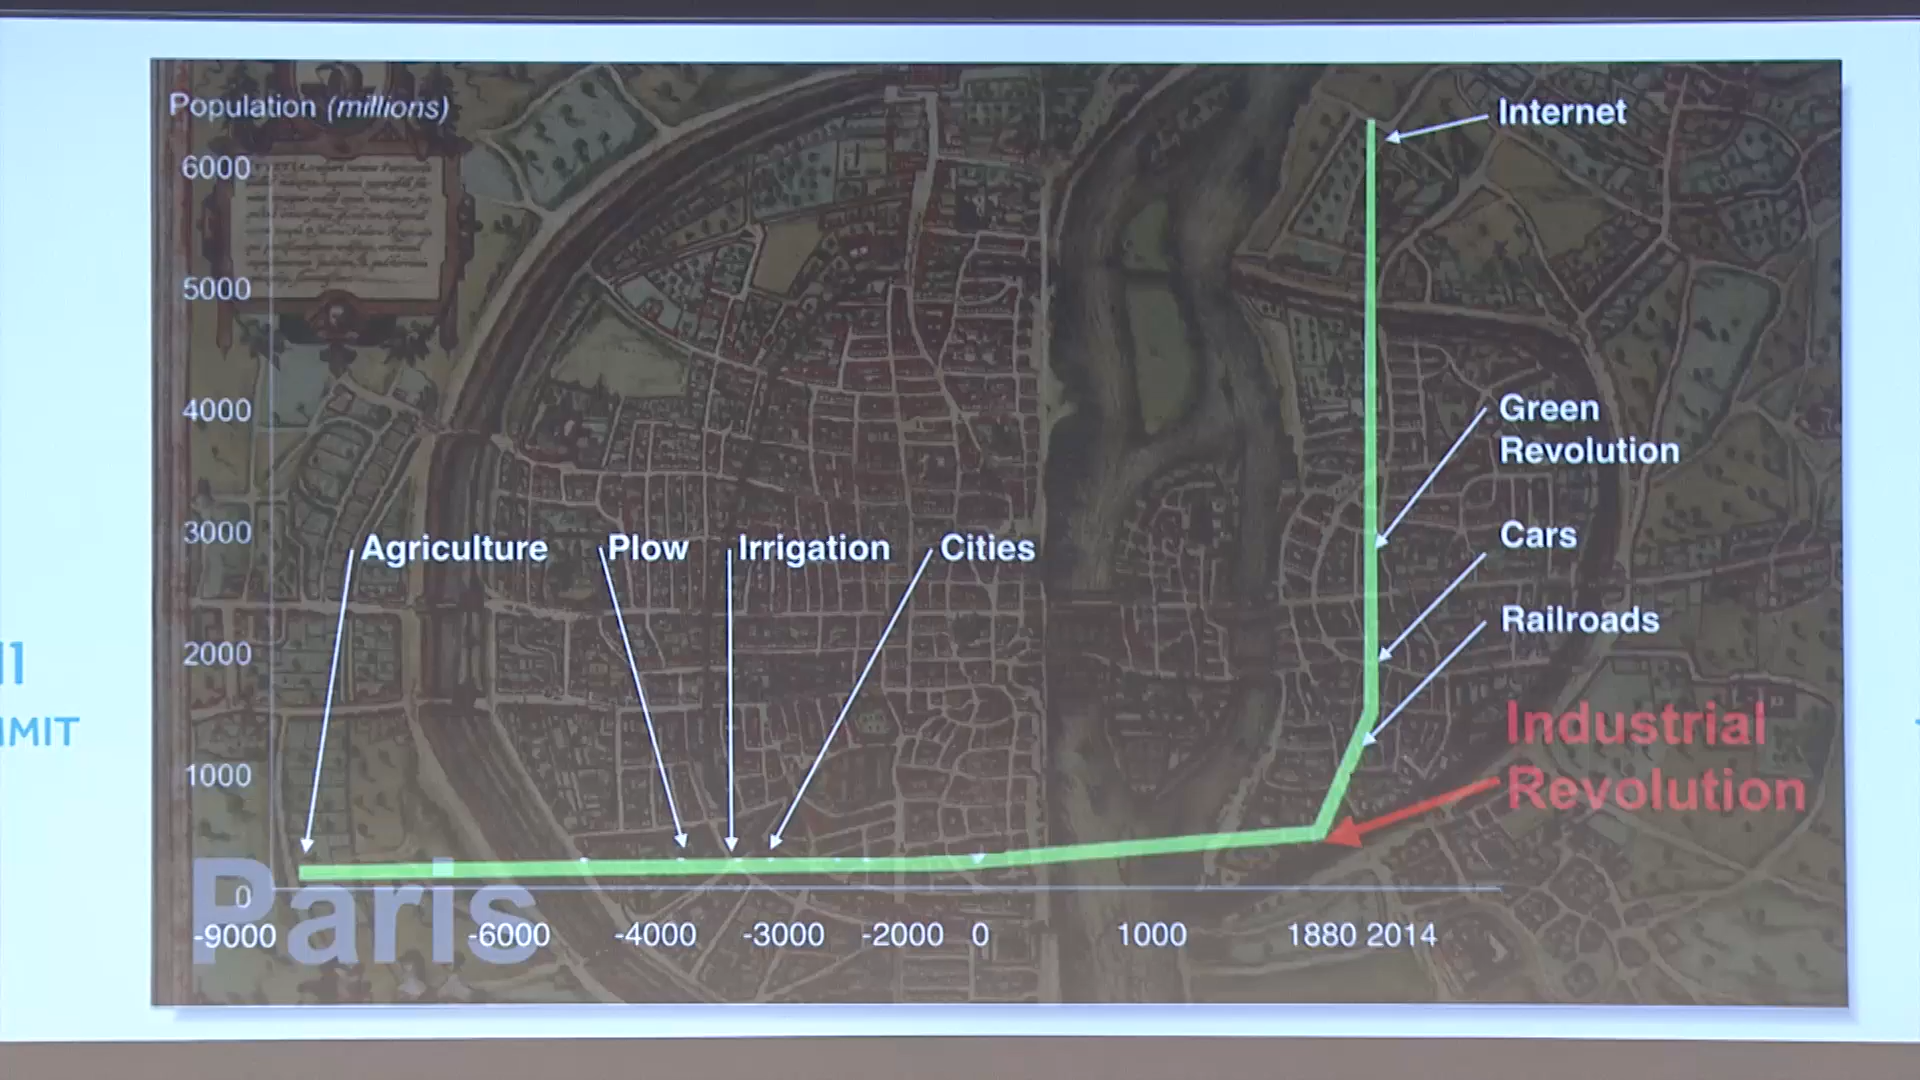 Population (millions)
6000
5000
4000
3000
2000
1000
0
Internet
Green
Revolution
Cars
Railroads
Industrial
Revolution
Agriculture
Plow
Irrigation
Cities
Paris
-9000
-6000
-4000
-3000
-2000
0
1000
1880
2014
MIT